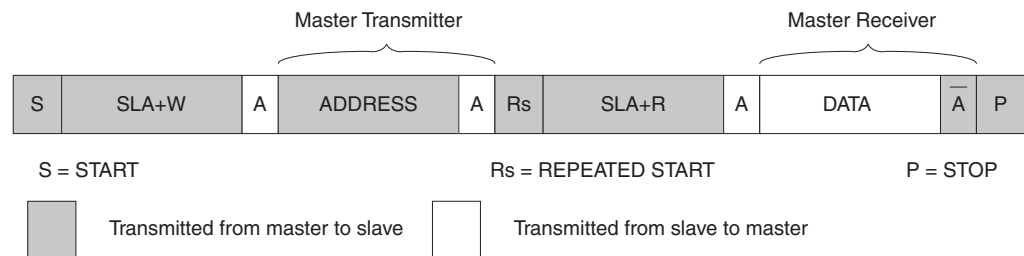 Master Transmitter Master Receiver
S SLA+W A ADDRESS A Rs SLA+R A DATA A̅ P
S = START Rs = REPEATED START P = STOP
Transmitted from master to slave Transmitted from slave to master